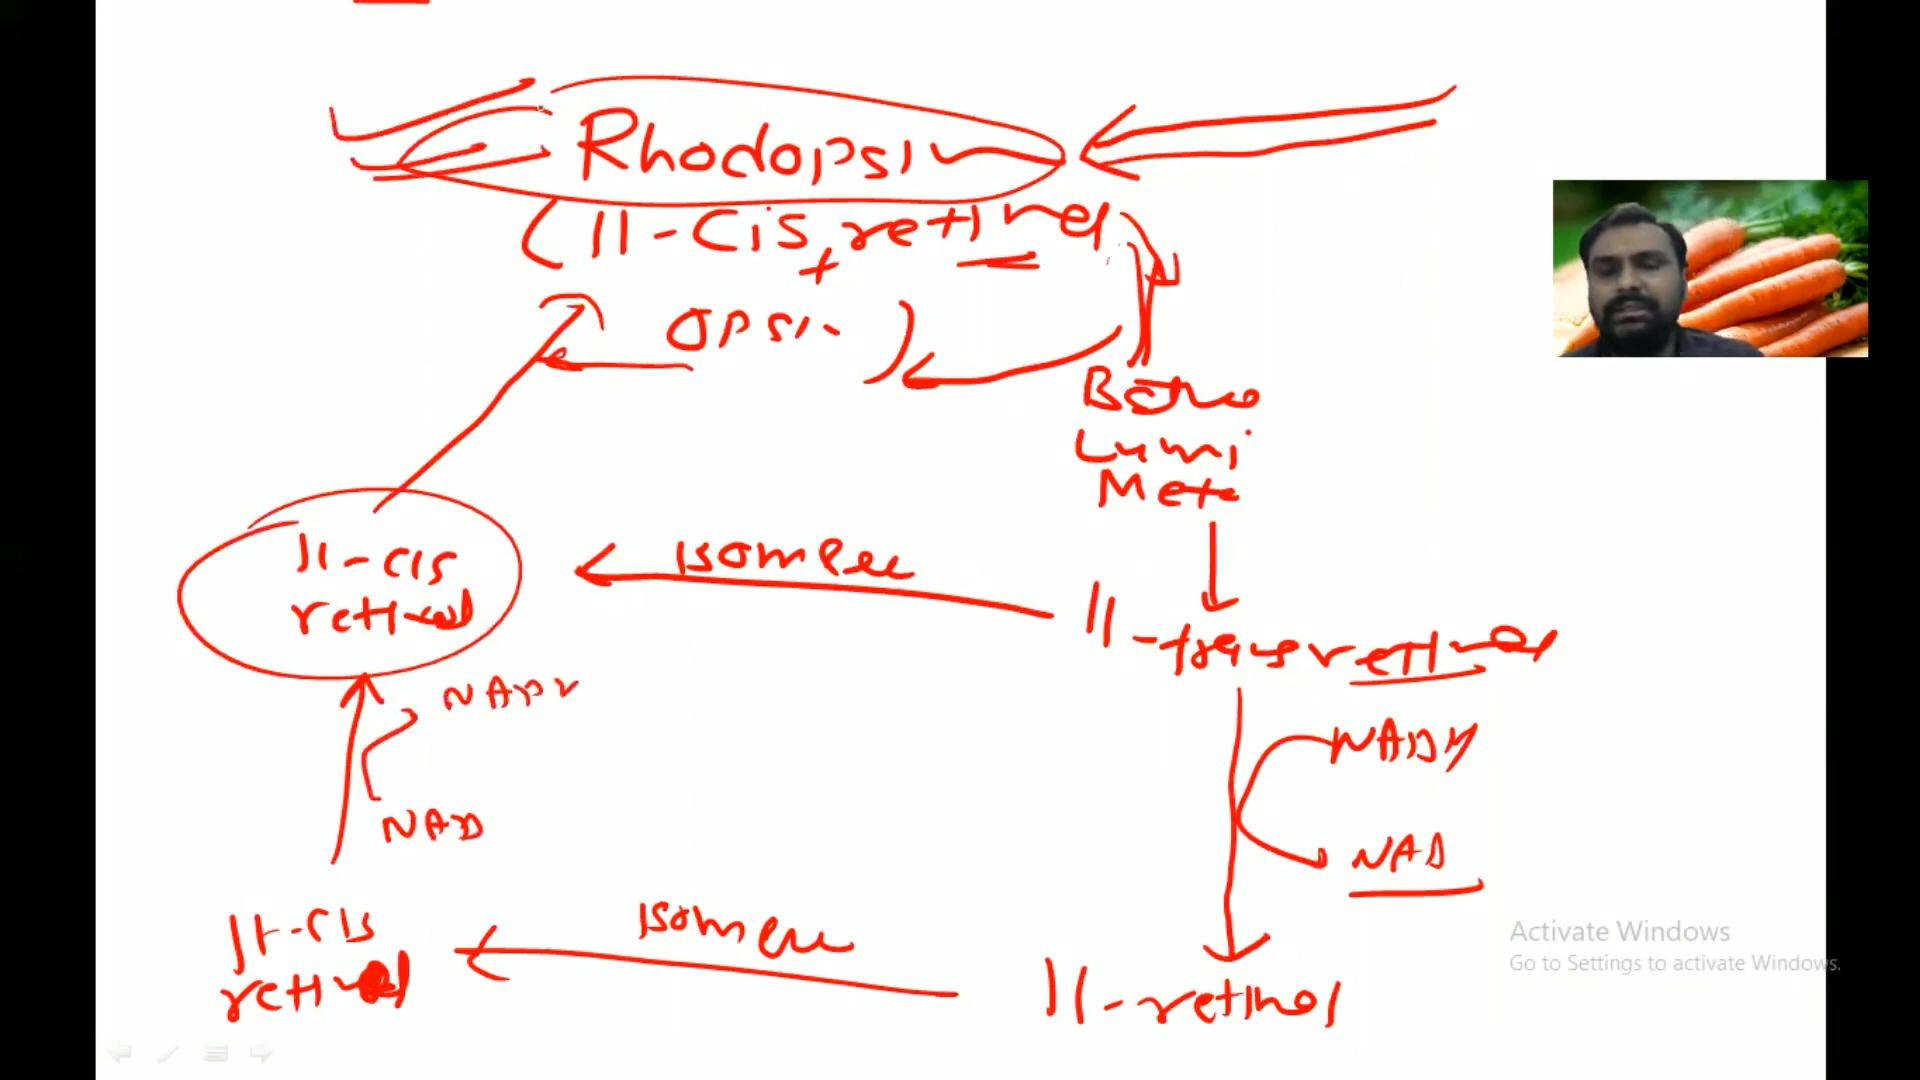 Rhodopsin
(11-Cis retinal
+
opsin)
Batho
Lumi
Meta
11-cis
retinal
isomerase
11-trans retinal
NADH
NAD
NAD
11-cis
retinol
isomerase
11-retinol
Activate Windows
Go to Settings to activate Windows.